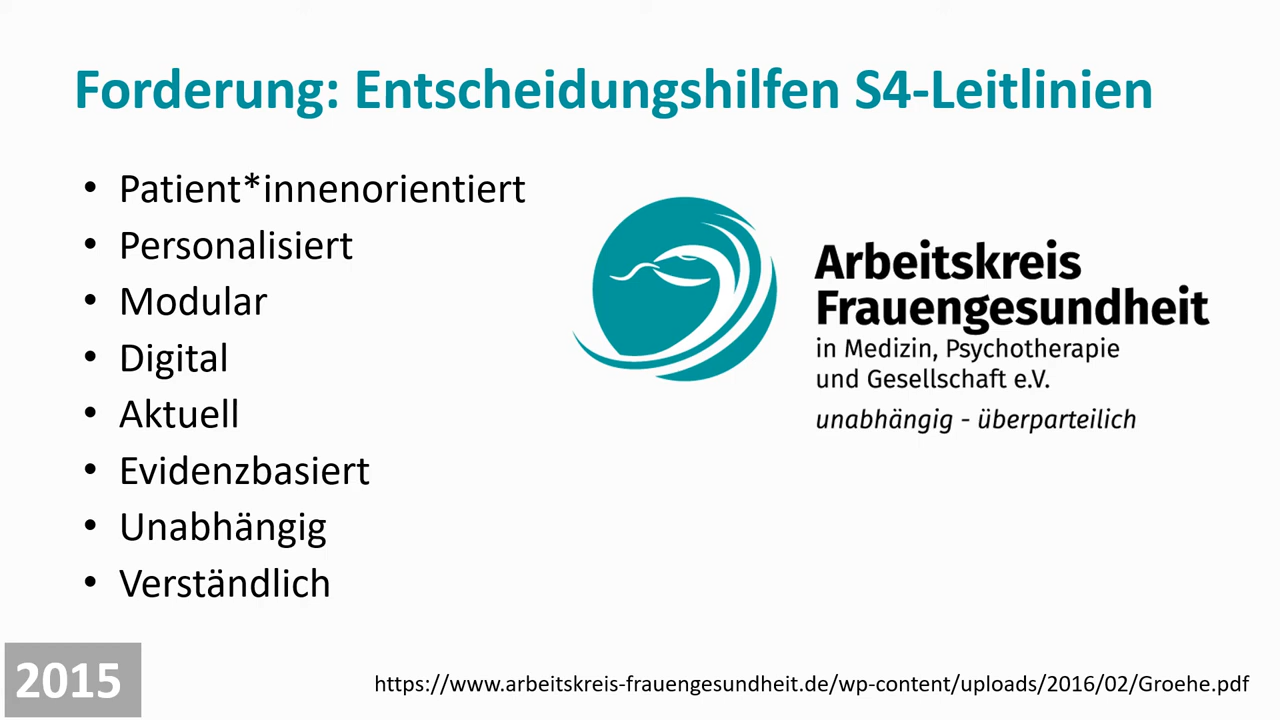 Forderung: Entscheidungshilfen S4-Leitlinien
• Patient*innenorientiert
• Personalisiert
• Modular
• Digital
• Aktuell
• Evidenzbasiert
• Unabhängig
• Verständlich
Arbeitskreis
Frauengesundheit
in Medizin, Psychotherapie
und Gesellschaft e.V.
unabhängig - überparteilich
2015
https://www.arbeitskreis-frauengesundheit.de/wp-content/uploads/2016/02/Groehe.pdf